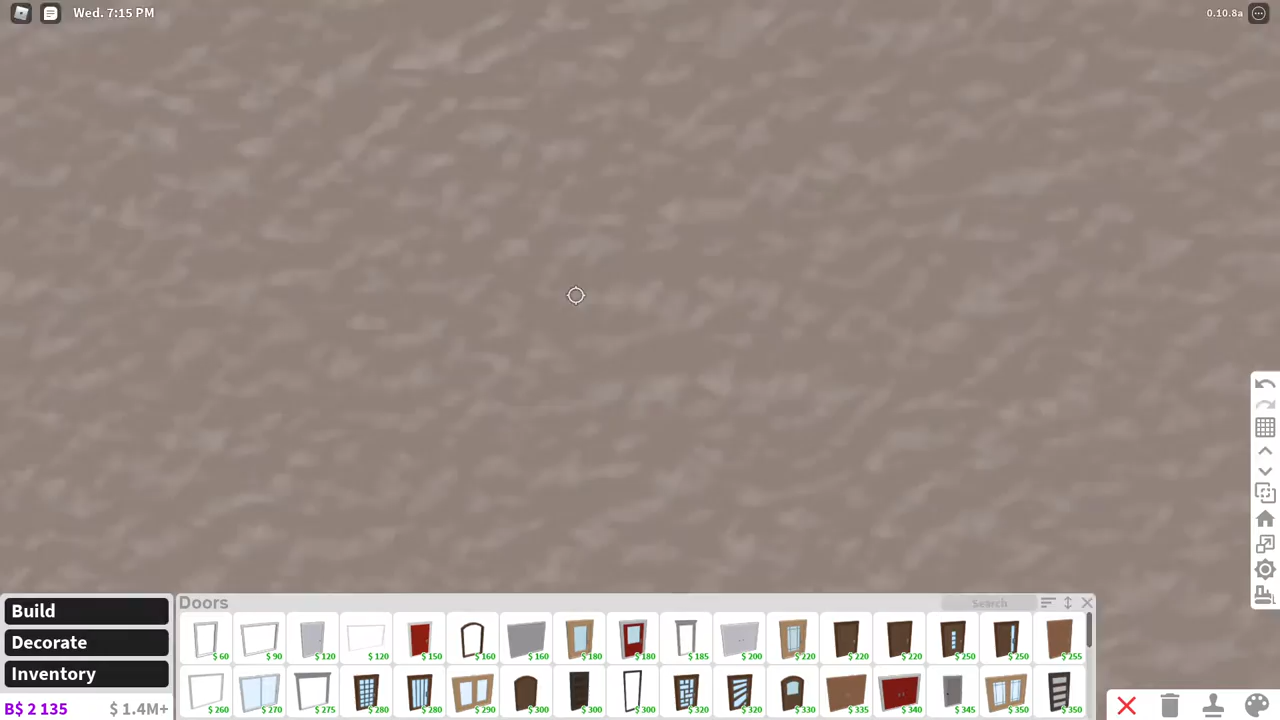 Wed. 7:15 PM
0.10.8a
Build
Decorate
Inventory
B$ 2 135 $ 1.4M+
Doors
Search
$ 60 $ 90 $ 120 $ 120 $ 150 $ 160 $ 160 $ 180 $ 180 $ 185 $ 200 $ 220 $ 220 $ 220 $ 250 $ 250 $ 255
$ 260 $ 270 $ 275 $ 280 $ 280 $ 290 $ 300 $ 300 $ 300 $ 320 $ 320 $ 330 $ 335 $ 340 $ 345 $ 350 $ 350